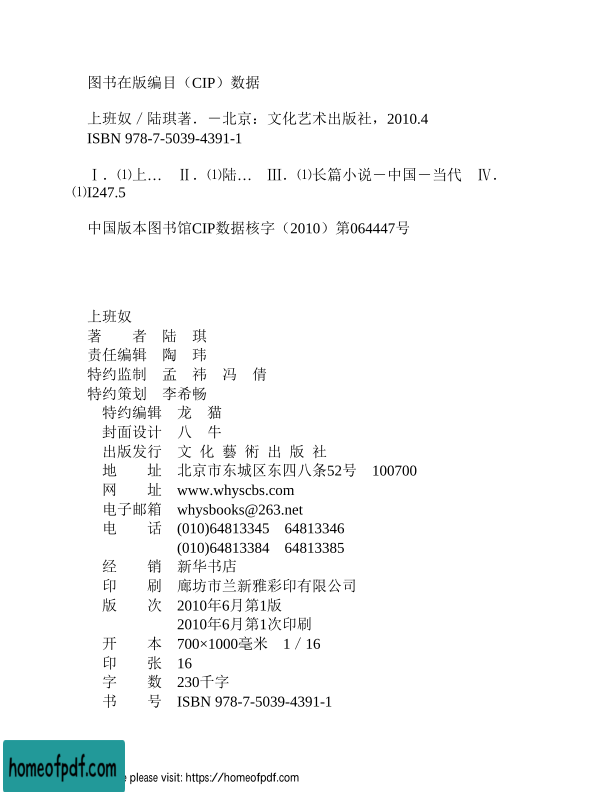 图书在版编目（CIP）数据
上班奴／陆琪著．－北京：文化艺术出版社，2010.4
ISBN 978-7-5039-4391-1
Ⅰ．⑴上…　Ⅱ．⑴陆…　Ⅲ．⑴长篇小说－中国－当代　Ⅳ．
⑴I247.5
中国版本图书馆CIP数据核字（2010）第064447号
上班奴
著　　者　陆　琪
责任编辑　陶　玮
特约监制　孟　祎　冯　倩
特约策划　李希畅
特约编辑　龙　猫
封面设计　八　牛
出版发行　文 化 藝 術 出 版 社
地　　址　北京市东城区东四八条52号　100700
网　　址　www.whyscbs.com
电子邮箱　whysbooks@263.net
电　　话　(010)64813345　64813346
(010)64813384　64813385
经　　销　新华书店
印　　刷　廊坊市兰新雅彩印有限公司
版　　次　2010年6月第1版
2010年6月第1次印刷
开　　本　700×1000毫米　1／16
印　　张　16
字　　数　230千字
书　　号　ISBN 978-7-5039-4391-1
homeofpdf.com
please visit: https://homeofpdf.com